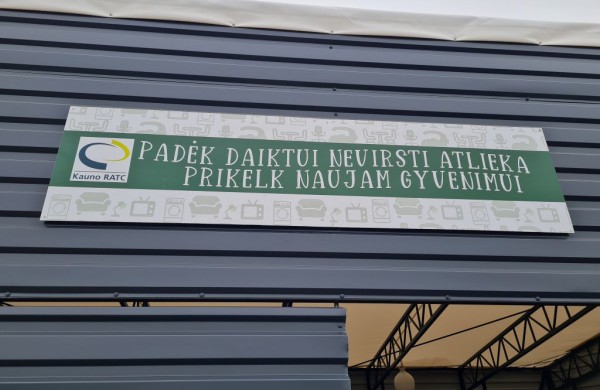 PADĖK DAIKTUI NEVIRSTI ATLIEKA
PRIKELK NAUJAM GYVENIMUI
Kauno RATC